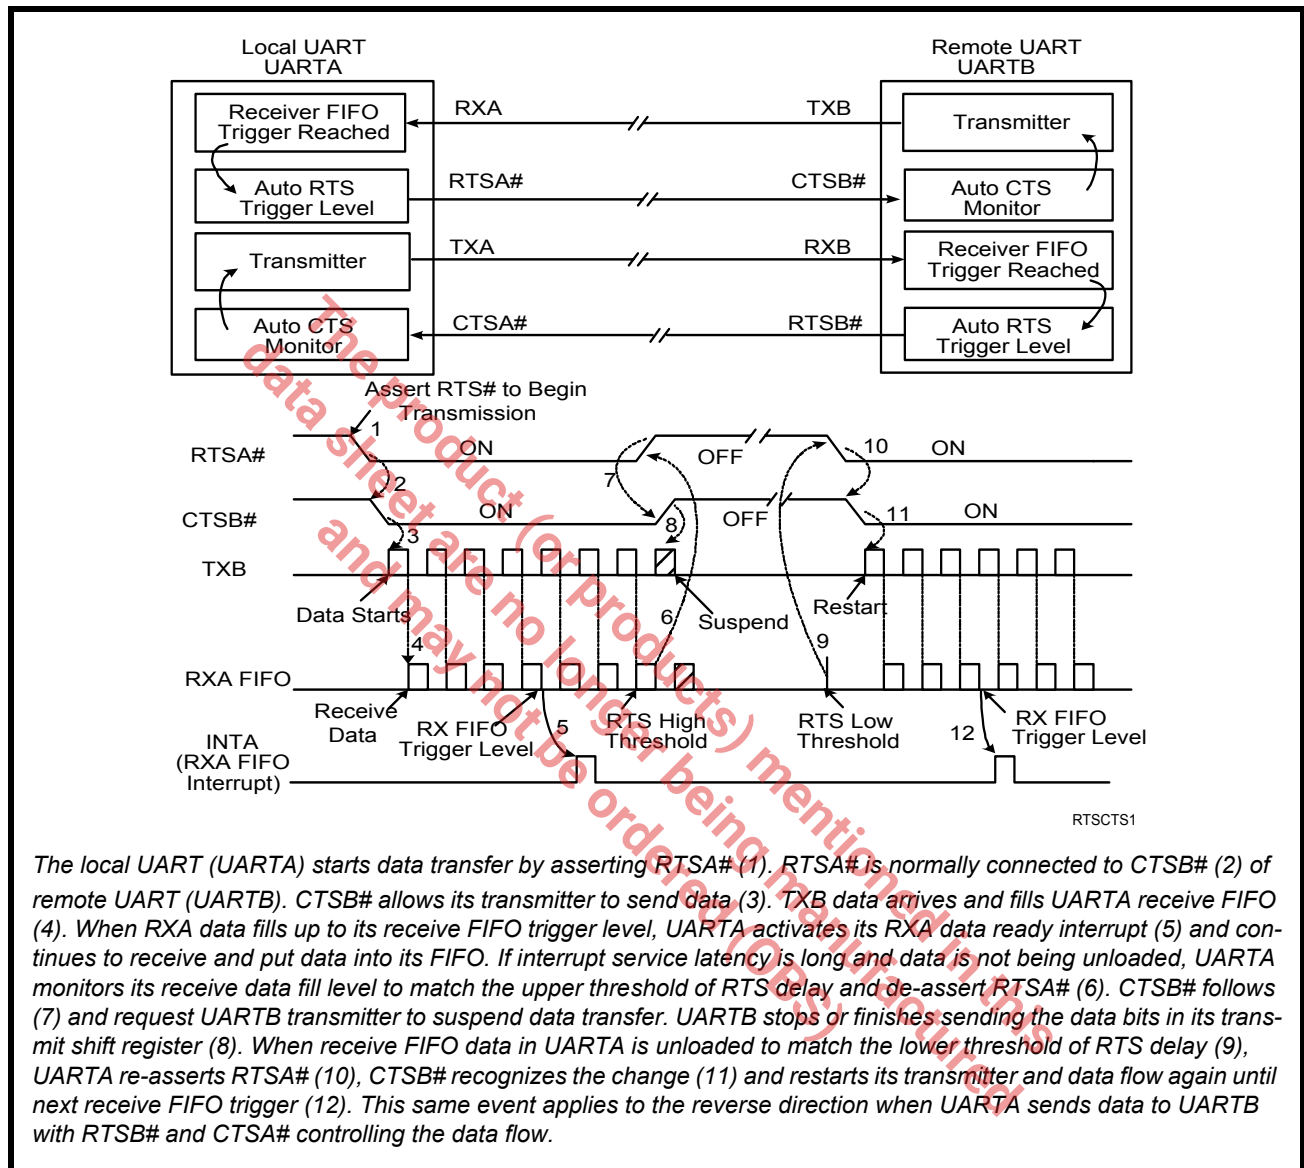 Local UART
UARTA
Remote UART
UARTB
Receiver FIFO
Trigger Reached
RXA
TXB
Transmitter
Auto RTS
Trigger Level
RTSA#
CTSB#
Auto CTS
Monitor
Transmitter
TXA
RXB
Receiver FIFO
Trigger Reached
Auto CTS
Monitor
CTSA#
RTSB#
Auto RTS
Trigger Level
Assert RTS# to Begin
Transmission
RTSA#
1
ON
7
OFF
10
ON
2
CTSB#
3
ON
8
OFF
11
ON
TXB
Data Starts
4
6
Suspend
Restart
9
RXA FIFO
Receive
Data
RX FIFO
Trigger Level
5
RTS High
Threshold
RTS Low
Threshold
12
RX FIFO
Trigger Level
INTA
(RXA FIFO
Interrupt)
RTSCTS1
The local UART (UARTA) starts data transfer by asserting RTSA# (1). RTSA# is normally connected to CTSB# (2) of
remote UART (UARTB). CTSB# allows its transmitter to send data (3). TXB data arrives and fills UARTA receive FIFO
(4). When RXA data fills up to its receive FIFO trigger level, UARTA activates its RXA data ready interrupt (5) and con-
tinues to receive and put data into its FIFO. If interrupt service latency is long and data is not being unloaded, UARTA
monitors its receive data fill level to match the upper threshold of RTS delay and de-assert RTSA# (6). CTSB# follows
(7) and request UARTB transmitter to suspend data transfer. UARTB stops or finishes sending the data bits in its trans-
mit shift register (8). When receive FIFO data in UARTA is unloaded to match the lower threshold of RTS delay (9),
UARTA re-asserts RTSA# (10), CTSB# recognizes the change (11) and restarts its transmitter and data flow again until
next receive FIFO trigger (12). This same event applies to the reverse direction when UARTA sends data to UARTB
with RTSB# and CTSA# controlling the data flow.
The product (or products) mentioned in this
data sheet are no longer being manufactured
and may not be ordered (OBS)